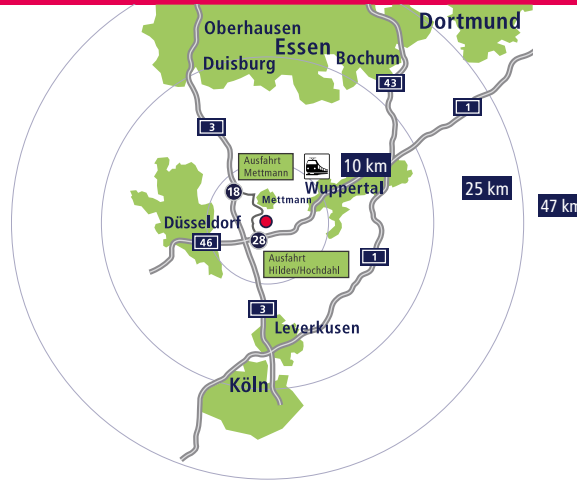 Dortmund
Oberhausen
Essen
Bochum
Duisburg
43
1
3
Ausfahrt
Mettmann
10 km
18
Wuppertal
25 km
Mettmann
47 km
Düsseldorf
46
28
Ausfahrt
Hilden/Hochdahl
1
3
Leverkusen
Köln